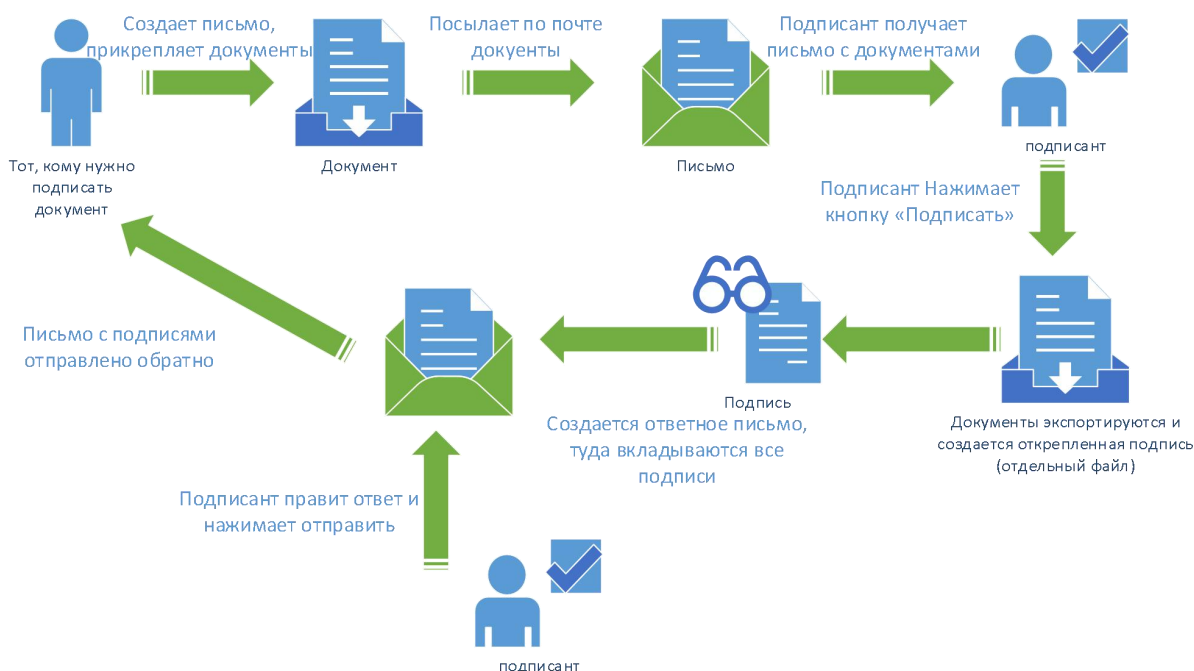 Создает письмо,
прикрепляет документы
Посылает по почте
докуенты
Подписант получает
письмо с документами
Тот, кому нужно
подписать
документ
Документ
Письмо
подписант
Подписант Нажимает
кнопку «Подписать»
Письмо с подписями
отправлено обратно
Подпись
Создается ответное письмо,
туда вкладываются все
подписи
Документы экспортируются и
создается открепленная подпись
(отдельный файл)
Подписант правит ответ и
нажимает отправить
подписант